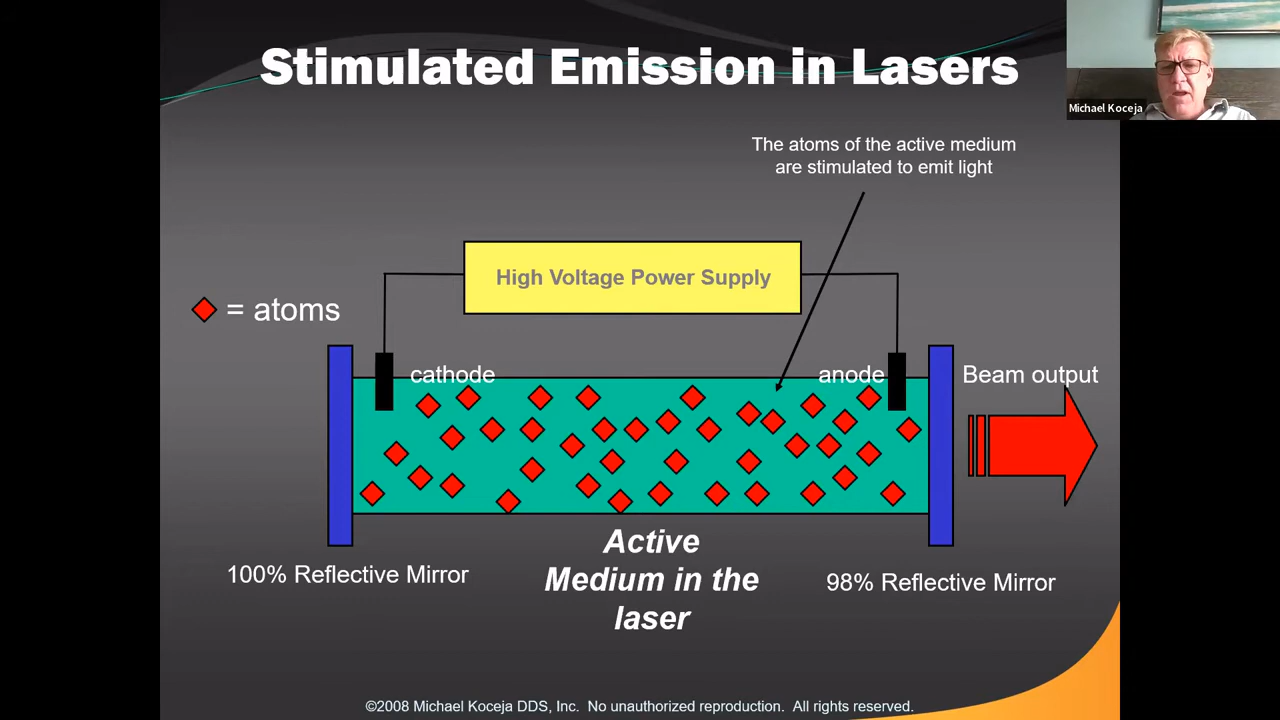 Stimulated Emission in Lasers
Michael Koceja
The atoms of the active medium
are stimulated to emit light
High Voltage Power Supply
= atoms
cathode
anode
Beam output
100% Reflective Mirror
Active
Medium in the
laser
98% Reflective Mirror
©2008 Michael Koceja DDS, Inc. No unauthorized reproduction. All rights reserved.